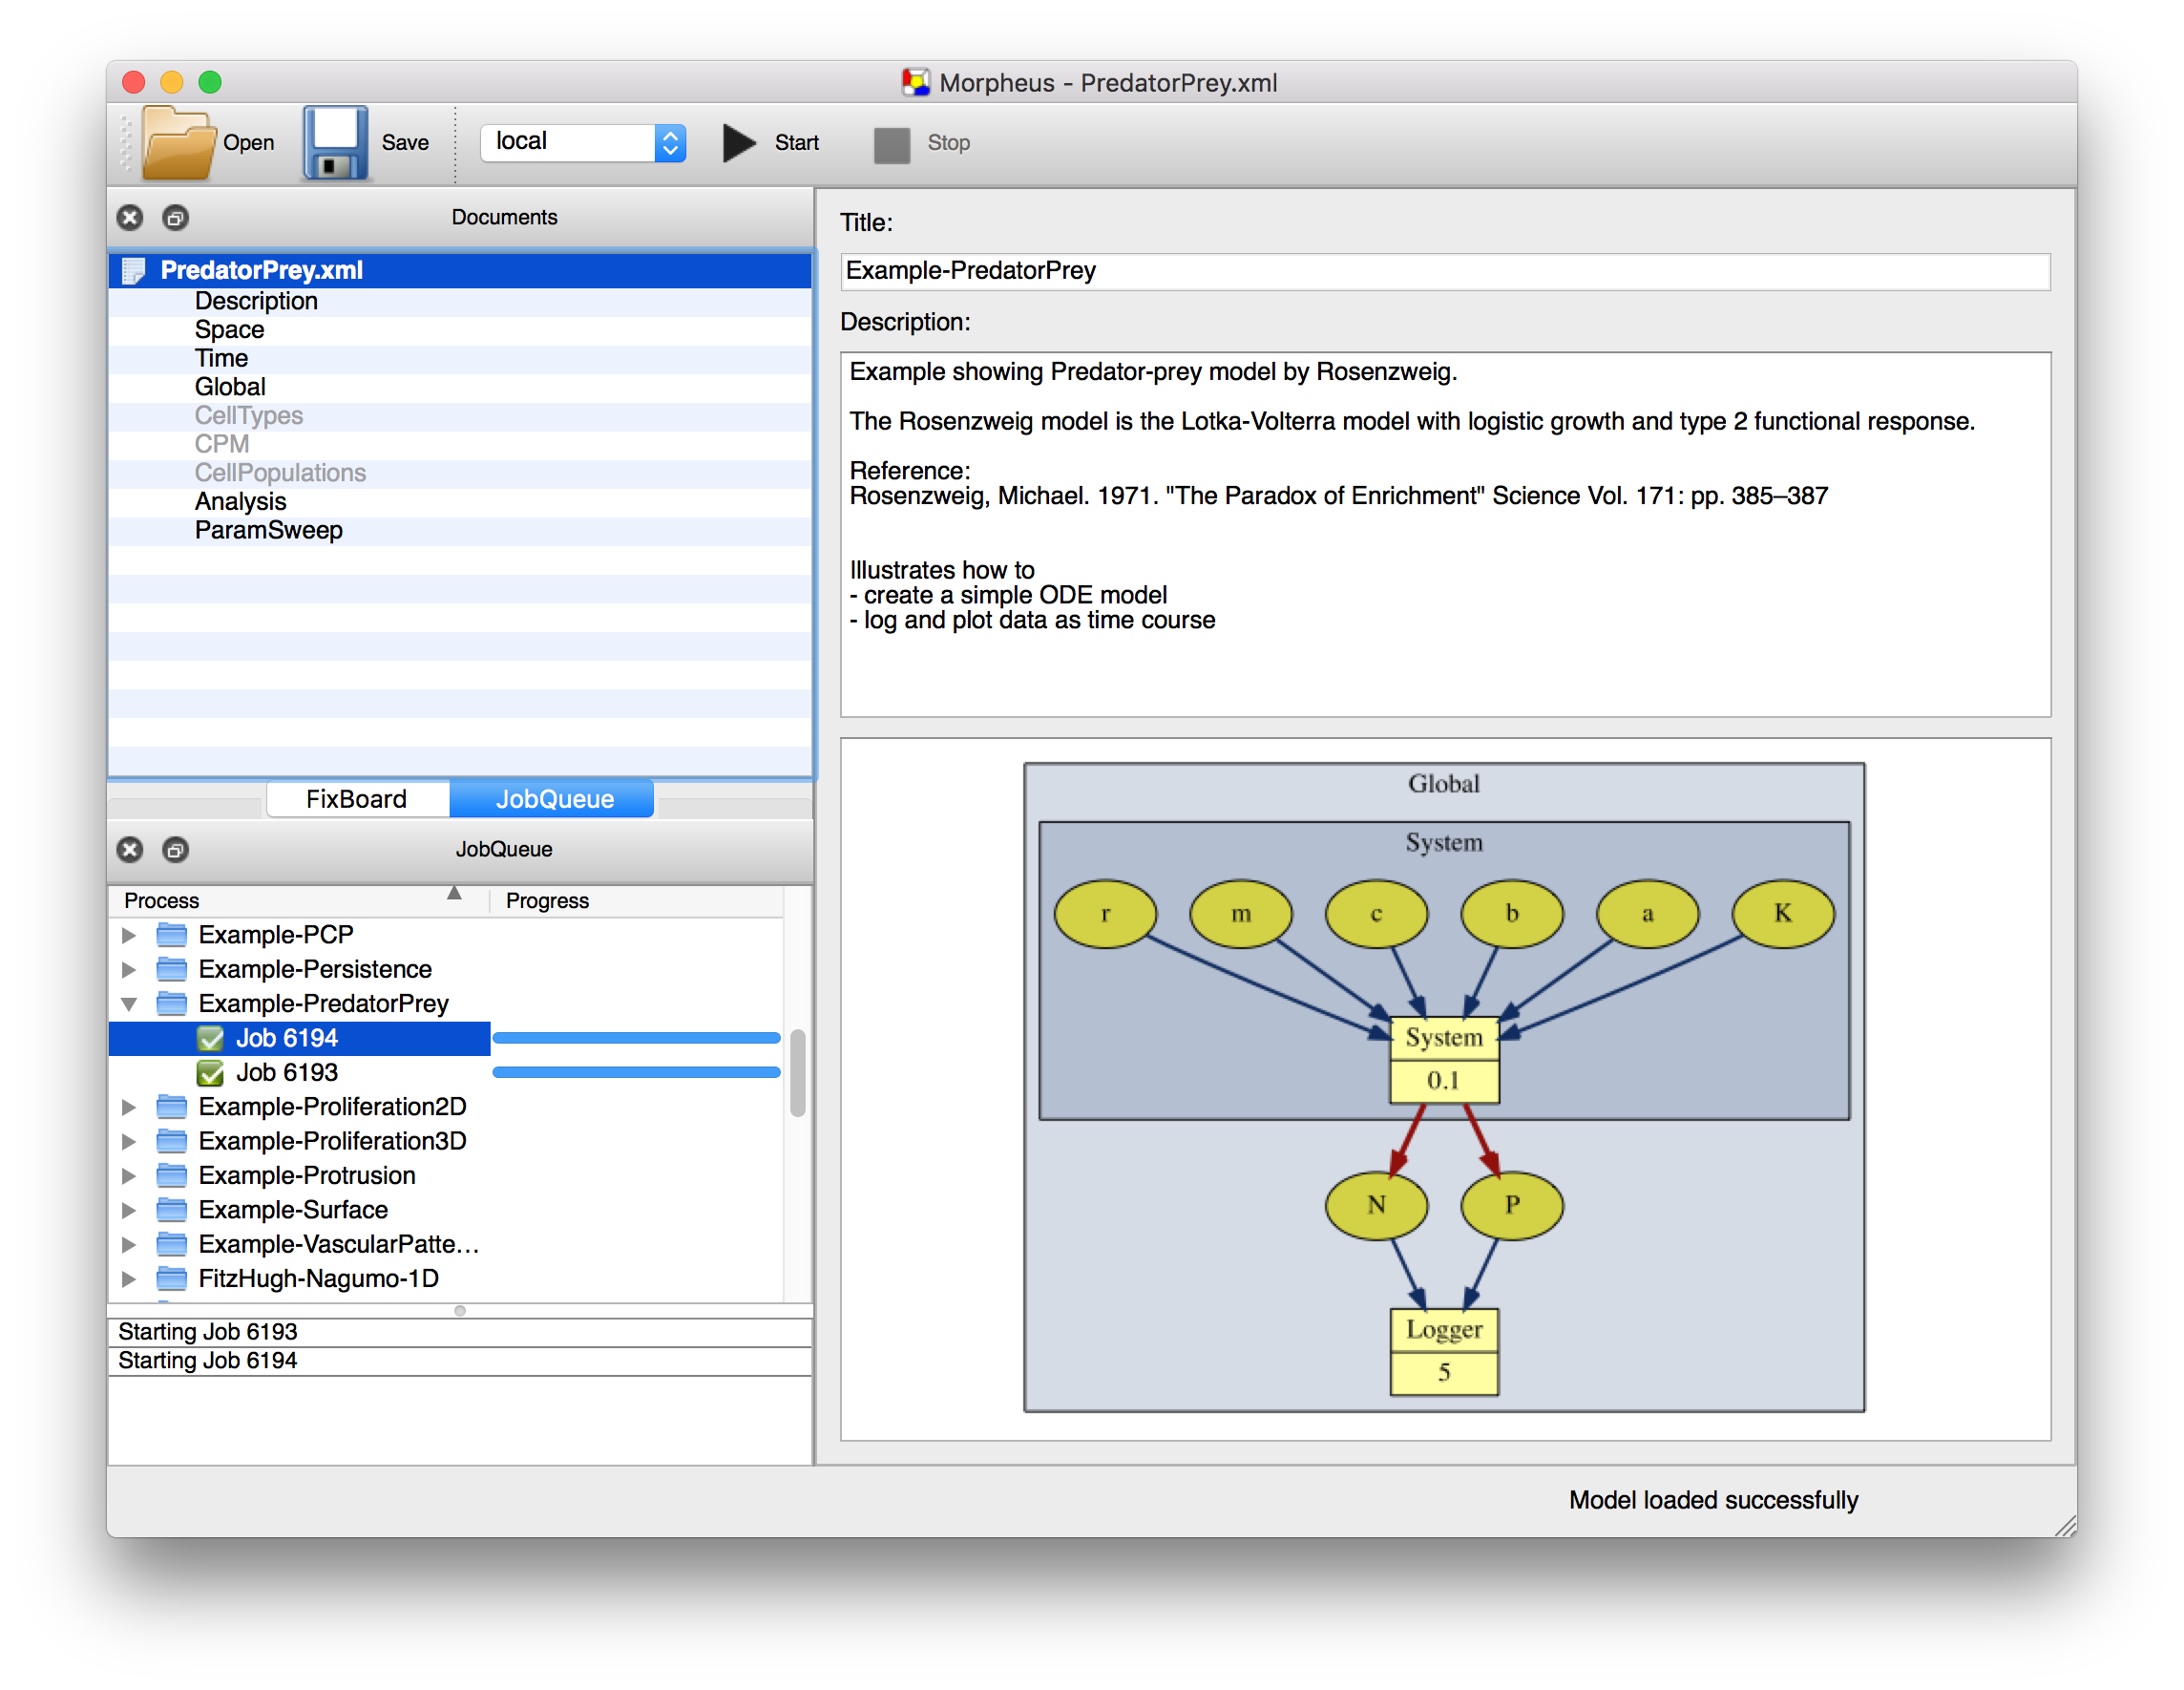 Morpheus - PredatorPrey.xml
Open
Save
local
Start
Stop
Documents
PredatorPrey.xml
Description
Space
Time
Global
CellTypes
CPM
CellPopulations
Analysis
ParamSweep
FixBoard
JobQueue
JobQueue
Process
Progress
Example-PCP
Example-Persistence
Example-PredatorPrey
Job 6194
Job 6193
Example-Proliferation2D
Example-Proliferation3D
Example-Protrusion
Example-Surface
Example-VascularPatte...
FitzHugh-Nagumo-1D
Starting Job 6193
Starting Job 6194
Title:
Example-PredatorPrey
Description:
Example showing Predator-prey model by Rosenzweig.
The Rosenzweig model is the Lotka-Volterra model with logistic growth and type 2 functional response.
Reference:
Rosenzweig, Michael. 1971. "The Paradox of Enrichment" Science Vol. 171: pp. 385–387
Illustrates how to
- create a simple ODE model
- log and plot data as time course
Global
System
r
m
c
b
a
K
System
0.1
N
P
Logger
5
Model loaded successfully